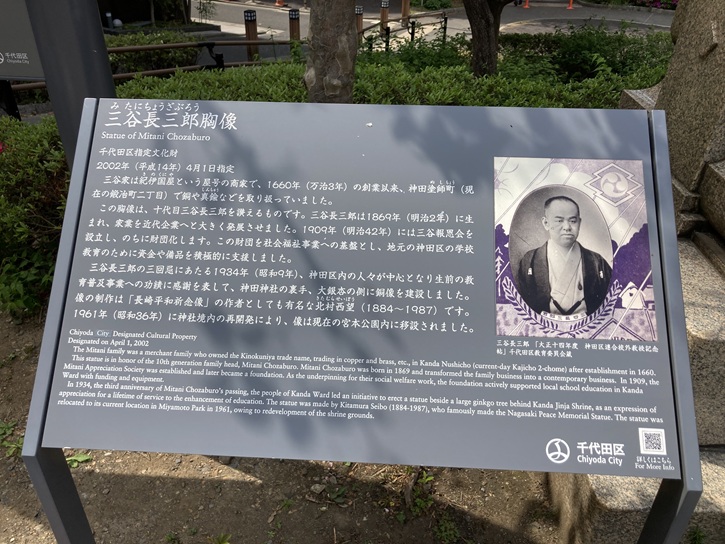 千代田区
Chiyoda City
み たにちょうざぶろう
三谷長三郎胸像
Statue of Mitani Chozaburo
千代田区指定文化財
2002年（平成14年）4月1日指定
三谷家は紀伊国屋という屋号の商家で、1660年（万治3年）の創業以来、神田塗師町（現
在の鍛冶町二丁目）で銅や真鍮などを取り扱っていました。
この胸像は、十代目三谷長三郎を讃えるものです。三谷長三郎は1869年（明治2年）に生
まれ、家業を近代企業へと大きく発展させました。1909年（明治42年）には三谷報恩会を
設立し、のちに財団化します。この財団を社会福祉事業への基盤とし、地元の神田区の学校
教育のために奨学金や備品を積極的に支援しました。
三谷長三郎の三回忌にあたる1934年（昭和9年）、神田区内の人々が中心となり生前の教
育普及事業への功績に感謝を表して、神田神社の裏手、大銀杏の側に銅像を建設しました。
像の制作は「長崎平和祈念像」の作者としても有名な北村西望（1884～1987）です。
1961年（昭和36年）に神社境内の再開発により、像は現在の宮本公園内に移設されました。
Chiyoda City Designated Cultural Property
Designated on April 1, 2002
The Mitani family was a merchant family who owned the Kinokuniya trade name, trading in copper and brass, etc., in Kanda Nushicho (current-day Kajicho 2-chome) after establishment in 1660.
This statue is in honor of the 10th generation family head, Mitani Chozaburo. Mitani Chozaburo was born in 1869 and transformed the family business into a contemporary business. In 1909, the
Mitani Appreciation Society was established and later became a foundation. As the underpinning for their social welfare work, the foundation actively supported local school education in Kanda
Ward with funding and equipment.
In 1934, the third anniversary of Mitani Chozaburo's passing, the people of Kanda Ward led an initiative to erect a statue beside a large ginkgo tree behind Kanda Jinja Shrine, as an expression of
appreciation for a lifetime of service to the enhancement of education. The statue was made by Kitamura Seibo (1884-1987), who famously made the Nagasaki Peace Memorial Statue. The statue was
relocated to its current location in Miyamoto Park in 1961, owing to redevelopment of the shrine grounds.
三谷長三郎 「大正十四年度 神田区連合校外教授記念
帖」千代田区教育委員会蔵
千代田区
Chiyoda City
詳しくはこちら
For More Info